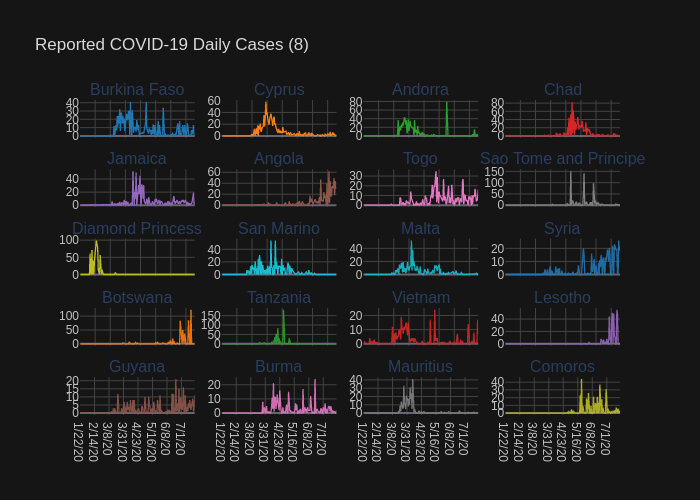 Reported COVID-19 Daily Cases (8)
Burkina Faso Cyprus Andorra Chad
40 30 20 10 0
60 40 20 0
80 60 40 20 0
80 60 40 20 0
Jamaica Angola Togo Sao Tome and Principe
40 20 0
60 40 20 0
30 20 10 0
150 100 50 0
Diamond Princess San Marino Malta Syria
100 50 0
40 20 0
40 20 0
20 10 0
Botswana Tanzania Vietnam Lesotho
100 50 0
150 100 50 0
20 10 0
40 20 0
Guyana Burma Mauritius Comoros
20 15 10 5 0
20 10 0
40 30 20 10 0
40 30 20 10 0
1/22/20 2/14/20 3/8/20 3/31/20 4/23/20 5/16/20 6/8/20 7/1/20
1/22/20 2/14/20 3/8/20 3/31/20 4/23/20 5/16/20 6/8/20 7/1/20
1/22/20 2/14/20 3/8/20 3/31/20 4/23/20 5/16/20 6/8/20 7/1/20
1/22/20 2/14/20 3/8/20 3/31/20 4/23/20 5/16/20 6/8/20 7/1/20